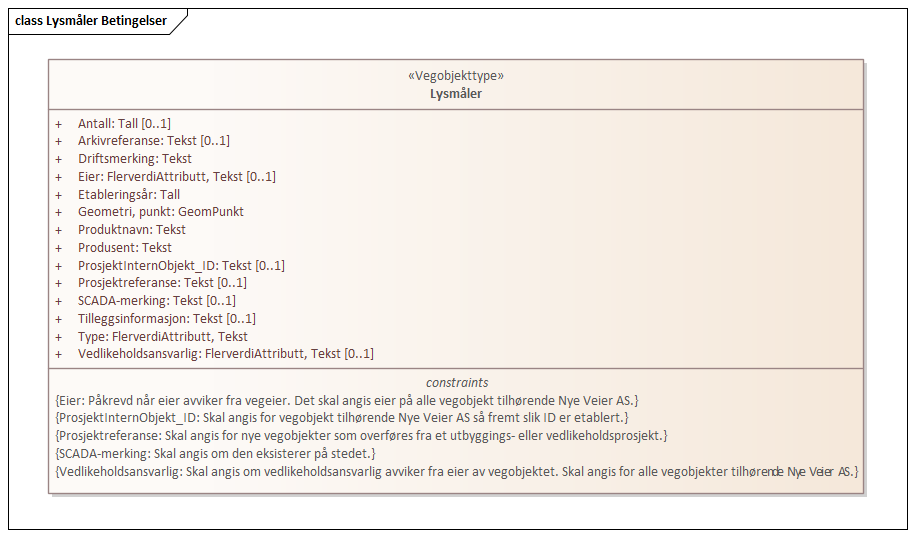 class Lysmåler Betingelser
«Vegobjekttype»
Lysmåler
+ Antall: Tall [0..1]
+ Arkivreferanse: Tekst [0..1]
+ Driftsmerking: Tekst
+ Eier: FlerverdiAttributt, Tekst [0..1]
+ Etableringsår: Tall
+ Geometri, punkt: GeomPunkt
+ Produktnavn: Tekst
+ Produsent: Tekst
+ ProsjektInternObjekt_ID: Tekst [0..1]
+ Prosjektreferanse: Tekst [0..1]
+ SCADA-merking: Tekst [0..1]
+ Tilleggsinformasjon: Tekst [0..1]
+ Type: FlerverdiAttributt, Tekst
+ Vedlikeholdsansvarlig: FlerverdiAttributt, Tekst [0..1]
constraints
{Eier: Påkrevd når eier avviker fra vegeier. Det skal angis eier på alle vegobjekt tilhørende Nye Veier AS.}
{ProsjektInternObjekt_ID: Skal angis for vegobjekt tilhørende Nye Veier AS så fremt slik ID er etablert.}
{Prosjektreferanse: Skal angis for nye vegobjekter som overføres fra et utbyggings- eller vedlikeholdsprosjekt.}
{SCADA-merking: Skal angis om den eksisterer på stedet.}
{Vedlikeholdsansvarlig: Skal angis om vedlikeholdsansvarlig avviker fra eier av vegobjektet. Skal angis for alle vegobjekter tilhørende Nye Veier AS.}